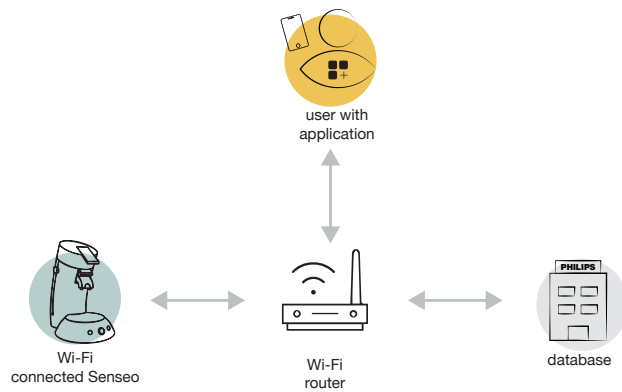 user with
application
PHILIPS
Wi-Fi
connected Senseo
Wi-Fi
router
database